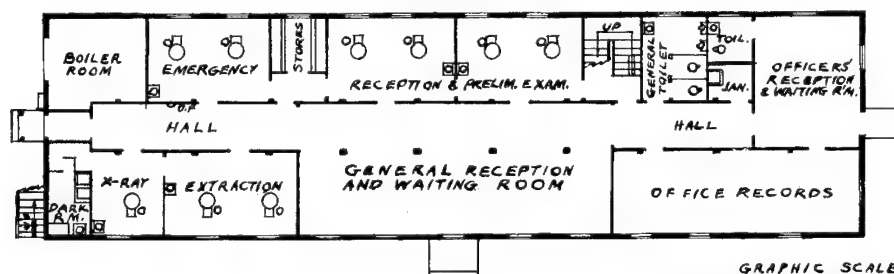 BOILER
ROOM
EMERGENCY
STORES
RECEPTION & PRELIM. EXAM.
UP
GENERAL
TOILET
TOIL.
JAN.
OFFICERS'
RECEPTION
& WAITING R'M.
D.F.
HALL
HALL
X-RAY
DARK
RM.
EXTRACTION
GENERAL RECEPTION
AND WAITING ROOM
OFFICE RECORDS
GRAPHIC SCALE